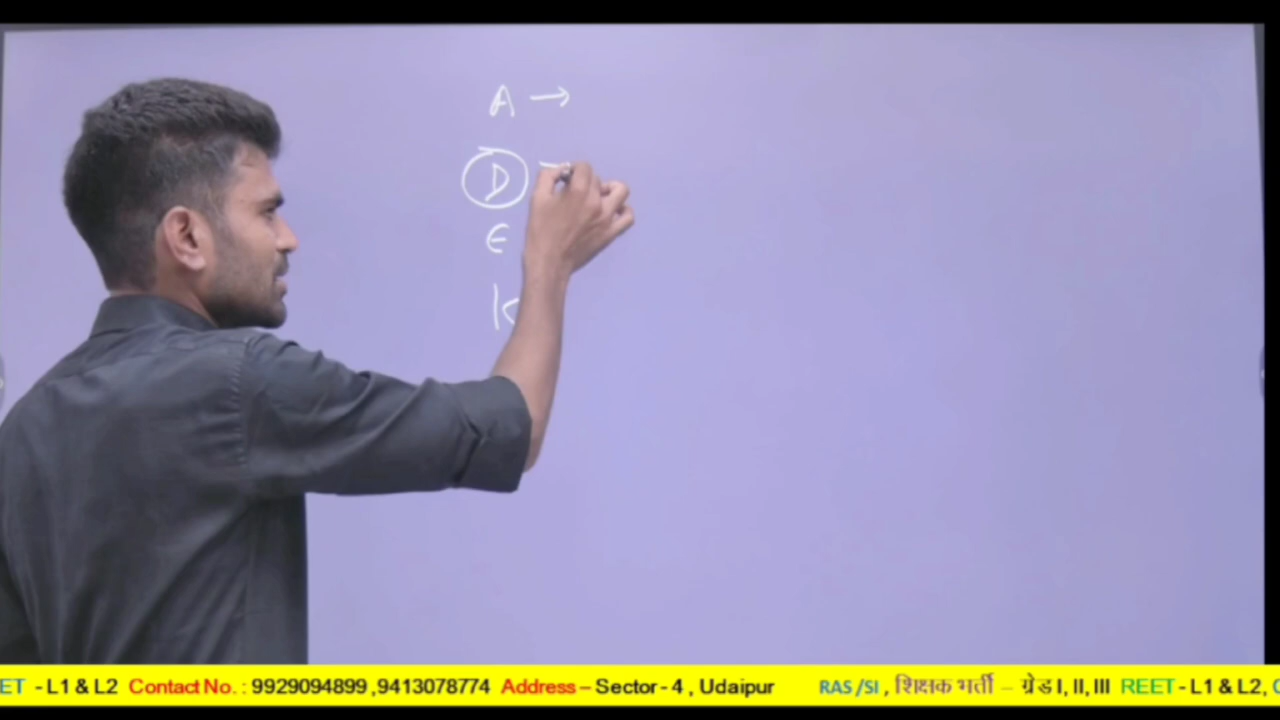 A →
D
E
K
ET - L1 & L2 Contact No. : 9929094899 ,9413078774 Address – Sector - 4 , Udaipur RAS /SI , शिक्षक भर्ती – ग्रेड I, II, III REET - L1 & L2,